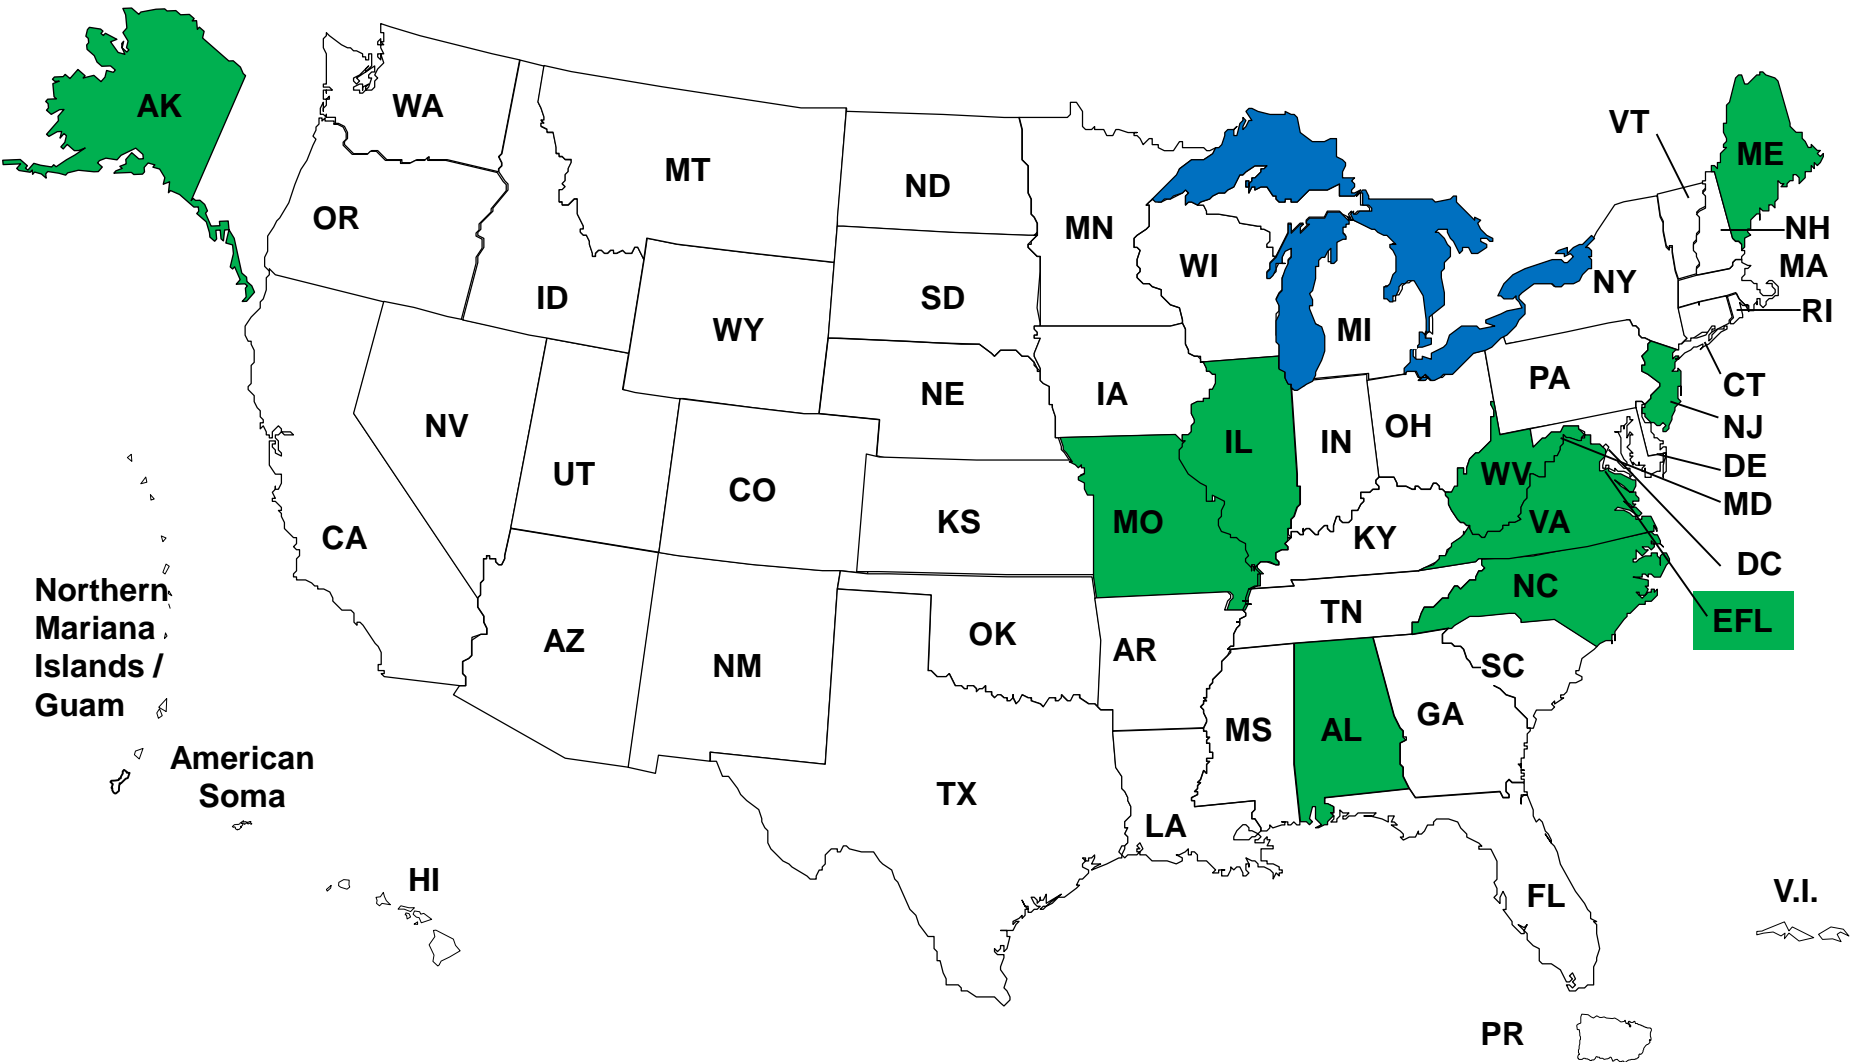 AK
WA
MT
ND
MN
VT
ME
OR
ID
WY
SD
WI
MI
NY
NH
MA
RI
NV
UT
CO
NE
IA
IL
IN
OH
PA
CT
NJ
DE
MD
CA
KS
MO
KY
WV
VA
DC
EFL
AZ
NM
OK
AR
TN
NC
SC
TX
LA
MS
AL
GA
FL
Northern
Mariana
Islands /
Guam
American
Soma
HI
V.I.
PR